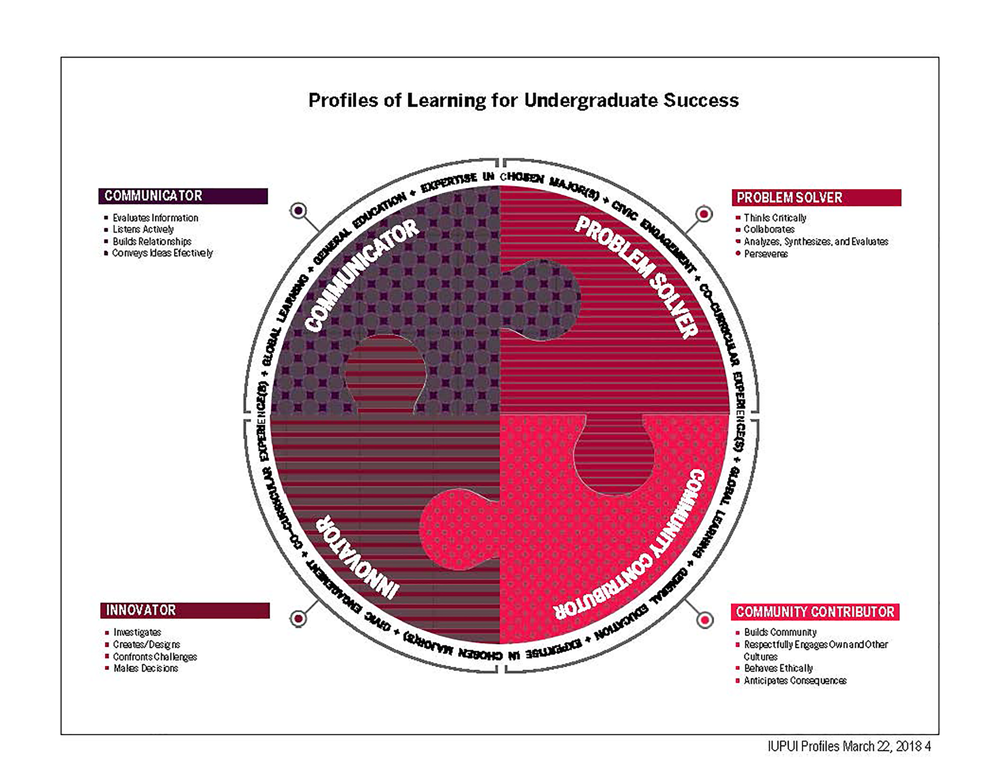 Profiles of Learning for Undergraduate Success
COMMUNICATOR
Evaluates Information
Listens Actively
Builds Relationships
Conveys Ideas Efectively
PROBLEM SOLVER
Thinks Critically
Collaborates
Analyzes, Synthesizes, and Evaluates
Perseveres
COMMUNICATOR
PROBLEM SOLVER
INNOVATOR
COMMUNITY CONTRIBUTOR
EXPERTISE IN CHOSEN MAJOR(S) + CIVIC ENGAGEMENT + CO-CURRICULAR EXPERIENCE(S) + GLOBAL LEARNING + GENERAL EDUCATION + EXPERTISE IN CHOSEN MAJOR(S) + CIVIC ENGAGEMENT + CO-CURRICULAR EXPERIENCE(S) + GLOBAL LEARNING + GENERAL EDUCATION +
INNOVATOR
Investigates
Creates/Designs
Confronts Challenges
Makes Decisions
COMMUNITY CONTRIBUTOR
Builds Community
Respectfully Engages Own and Other
Cultures
Behaves Ethically
Anticipates Consequences
IUPUI Profiles March 22, 2018 4